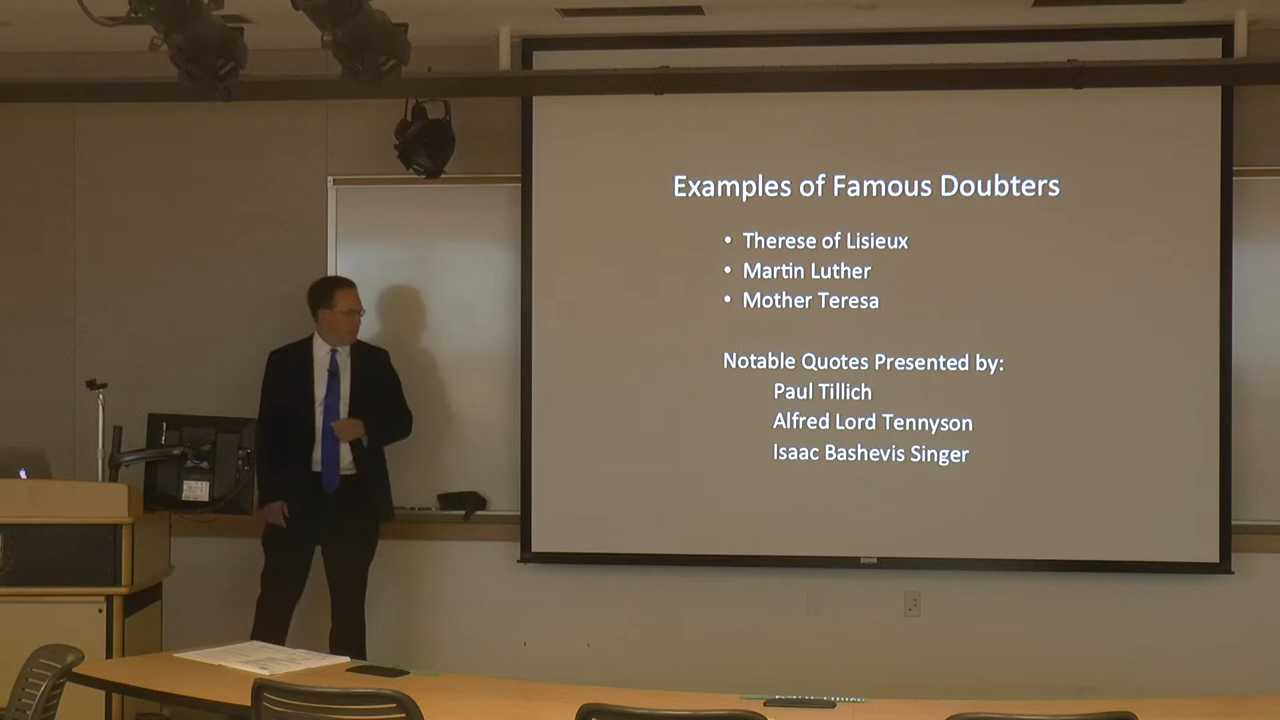 Examples of Famous Doubters
• Therese of Lisieux
• Martin Luther
• Mother Teresa
Notable Quotes Presented by:
Paul Tillich
Alfred Lord Tennyson
Isaac Bashevis Singer